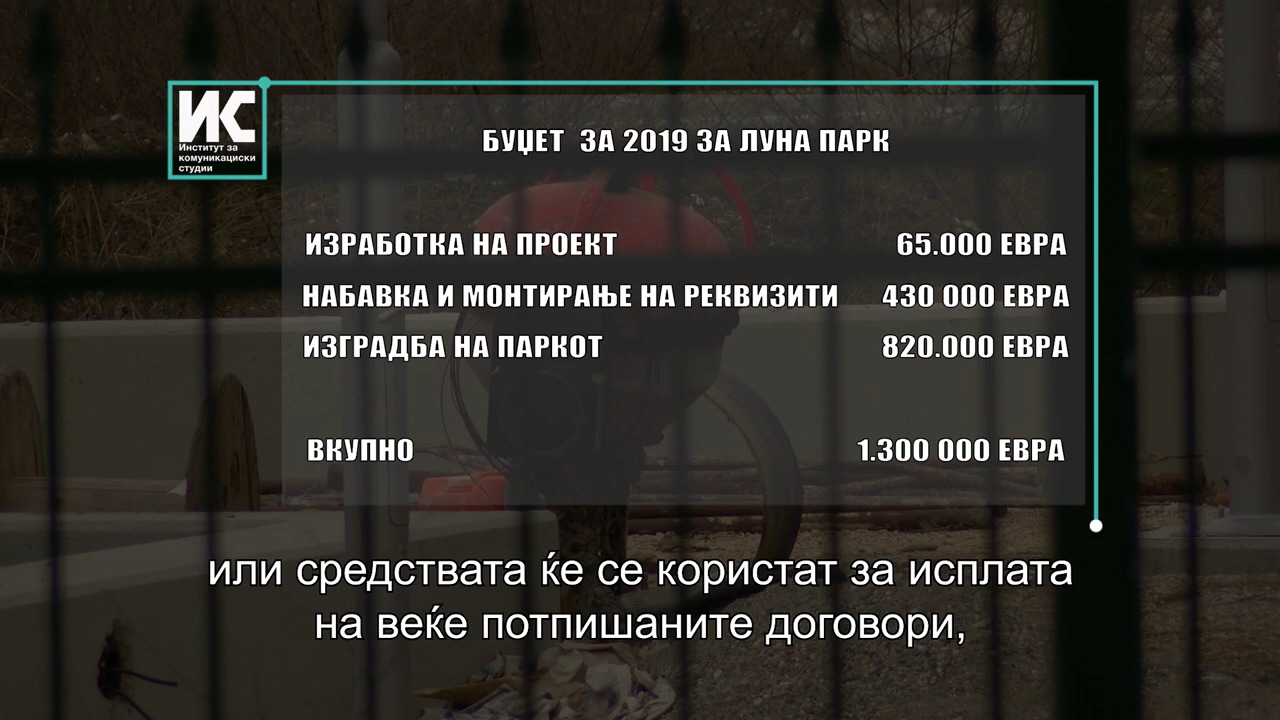 ИС
Институт за
комуникациски
студии
БУЏЕТ ЗА 2019 ЗА ЛУНА ПАРК
ИЗРАБОТКА НА ПРОЕКТ 65.000 ЕВРА
НАБАВКА И МОНТИРАЊЕ НА РЕКВИЗИТИ 430 000 ЕВРА
ИЗГРАДБА НА ПАРКОТ 820.000 ЕВРА
ВКУПНО 1.300 000 ЕВРА
или средствата ќе се користат за исплата
на веќе потпишаните договори,